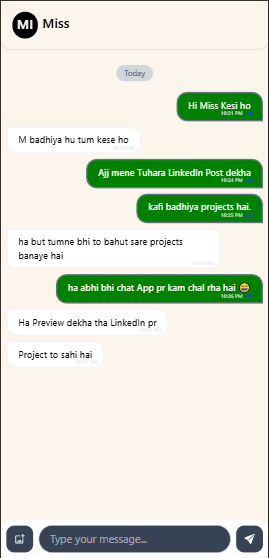 MI Miss
Today
Hi Miss Kesi ho
10:21 PM
M badhiya hu tum kese ho
Ajj mene Tuhara LinkedIn Post dekha
10:24 PM
kafi badhiya projects hai.
10:25 PM
ha but tumne bhi to bahut sare projects
banaye hai
ha abhi bhi chat App pr kam chal rha hai 😄
10:26 PM
Ha Preview dekha tha LinkedIn pr
Project to sahi hai
Type your message...